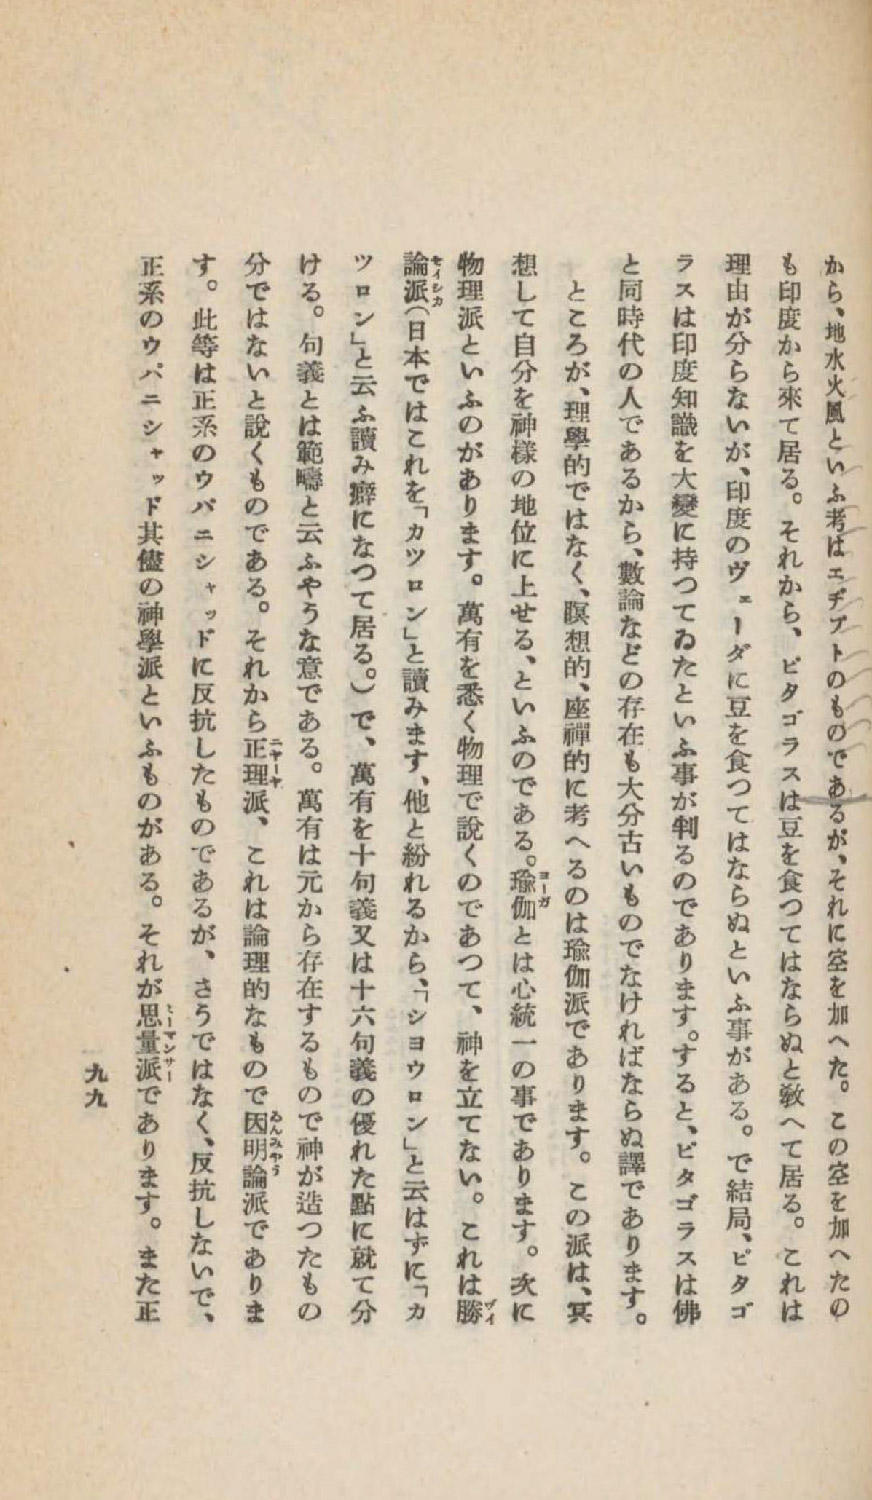 から、地水火風といふ考はエヂプトのものであるが、それに空を加へた。この空を加へたの
も印度から來て居る。それから、ピタゴラスは豆を食つてはならぬと敎へて居る。これは
理由が分らないが、印度のヴェーダに豆を食つてはならぬといふ事がある。で結局、ピタゴ
ラスは印度知識を大變に持つてゐたといふ事が判るのであります。すると、ピタゴラスは佛
と同時代の人であるから、數論などの存在も大分古いものでなければならぬ譯であります。
ところが、理學的ではなく、瞑想的、座禪的に考へるのは瑜伽派であります。この派は、冥
想して自分を神樣の地位に上せる、といふのである。瑜伽とは心統一の事であります。次に
物理派といふのがあります。萬有を悉く物理で說くのであつて、神を立てない。これは勝
論派(日本ではこれを「カツロン」と讀みます、他と紛れるから、「シヨウロン」と云はずに「カ
ツロン」と云ふ讀み癖になつて居る。)で、萬有を十句義又は十六句義の優れた點に就て分
ける。句義とは範疇と云ふやうな意である。萬有は元から存在するもので神が造つたもの
分ではないと說くものである。それから正理派、これは論理的なもので因明論派でありま
す。此等は正系のウパニシャッドに反抗したものであるが、さうではなく、反抗しないで、
正系のウパニシャッド其儘の神學派といふものがある。それが思量派であります。また正
九九